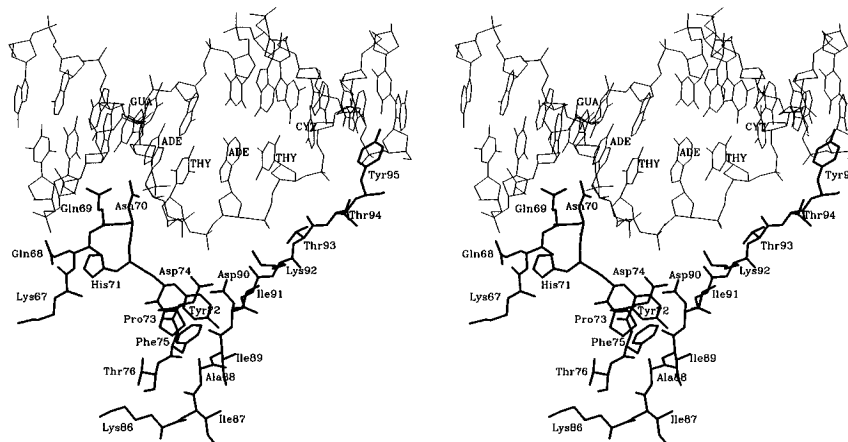 GUA GUA
ADE ADE
CYT CYT
THY ADE THY THY ADE THY
Tyr95 Tyr9
Gln69 Asn70 Gln69 Asn70
Thr94 Thr94
Thr93 Thr93
Gln68 Gln68
Asp74 Asp90 Lys92 Asp74 Asp90 Lys92
His71 His71
Lys67 Ile91 Lys67 Ile91
Tyr72 Tyr72
Pro73 Pro73
Phe75 Phe75
Ile89 Ile89
Thr76 Ala88 Thr76 Ala88
Lys86 Ile87 Lys86 Ile87